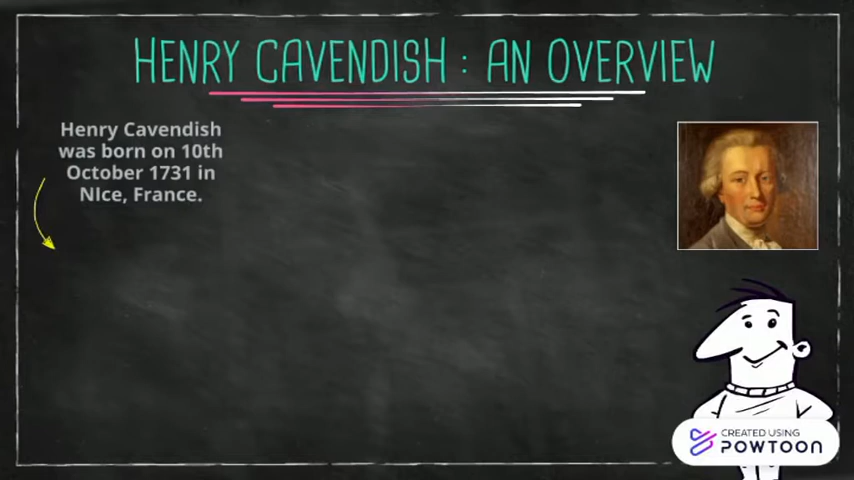 HENRY CAVENDISH : AN OVERVIEW
Henry Cavendish
was born on 10th
October 1731 in
NIce, France.
CREATED USING
POWTOON